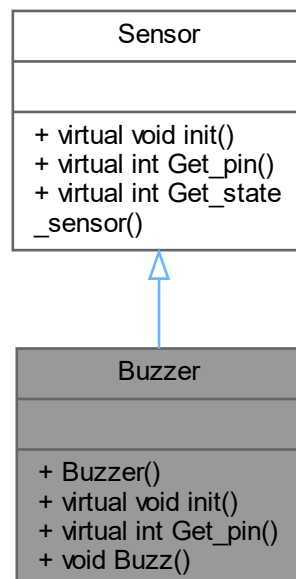 Sensor
+ virtual void init()
+ virtual int Get_pin()
+ virtual int Get_state
_sensor()
Buzzer
+ Buzzer()
+ virtual void init()
+ virtual int Get_pin()
+ void Buzz()